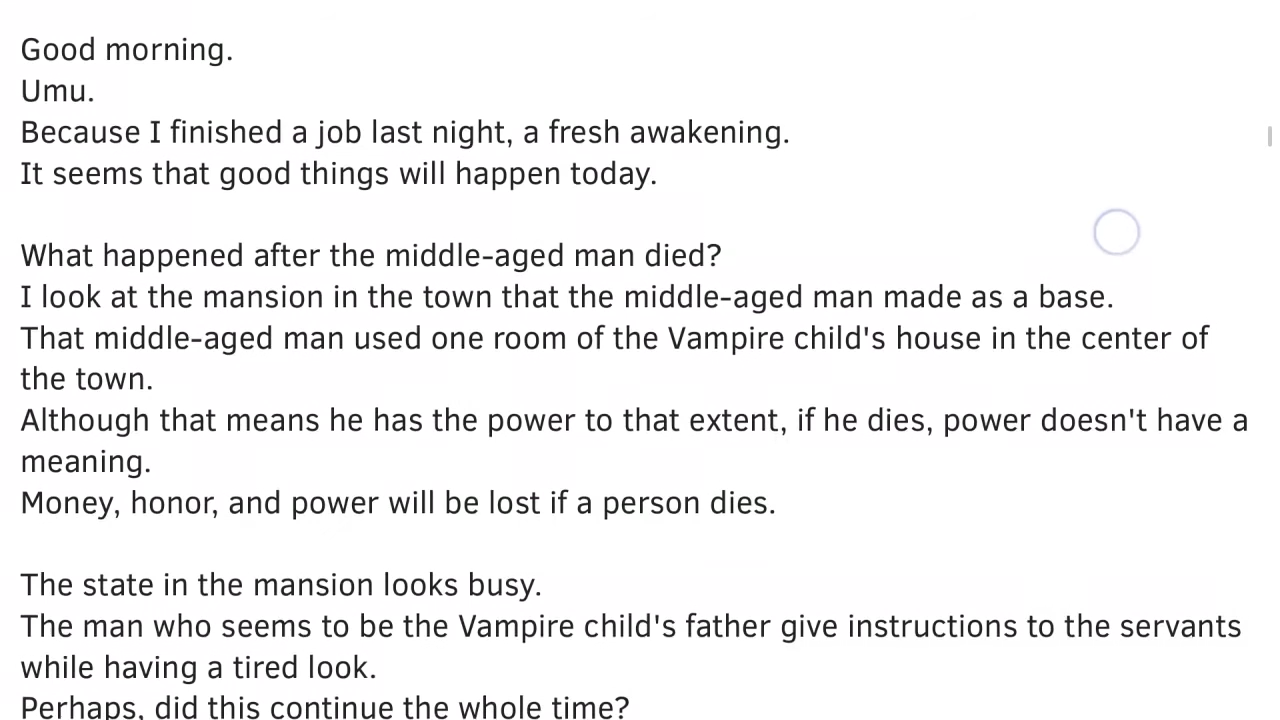 Good morning.
Umu.
Because I finished a job last night, a fresh awakening.
It seems that good things will happen today.
What happened after the middle-aged man died?
I look at the mansion in the town that the middle-aged man made as a base.
That middle-aged man used one room of the Vampire child's house in the center of
the town.
Although that means he has the power to that extent, if he dies, power doesn't have a
meaning.
Money, honor, and power will be lost if a person dies.
The state in the mansion looks busy.
The man who seems to be the Vampire child's father give instructions to the servants
while having a tired look.
Perhaps, did this continue the whole time?